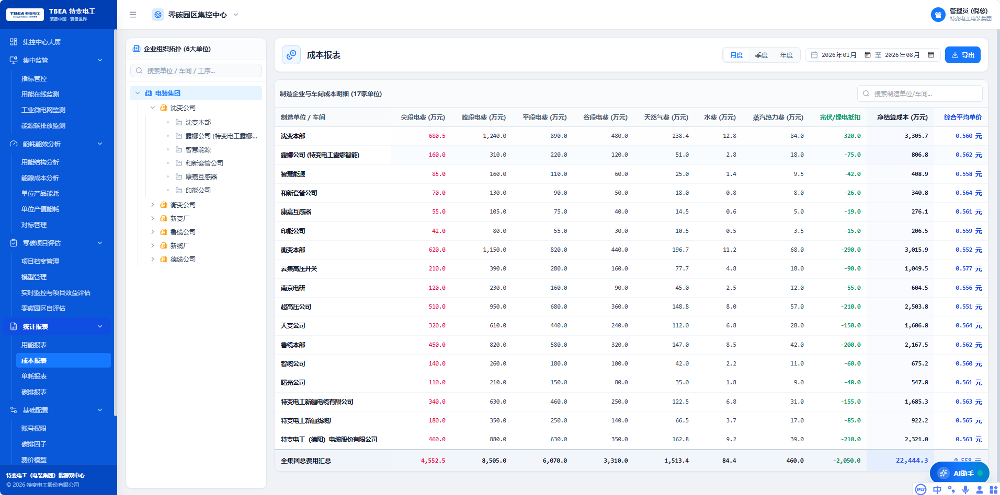 TBEA 特变电工
TBEA 特变电工
装备中国 · 装备世界
零碳园区集控中心
管
管理员 (倪总)
特变电工电装集团
集控中心大屏
集中监管
指标管控
用能在线监测
工业微电网监测
能源碳排放监测
能耗能效分析
用能结构分析
能源成本分析
单位产品能耗
单位产值能耗
对标管理
零碳项目评估
项目档案管理
模型管理
实时监控与项目效益评估
零碳园区自评估
统计报表
用能报表
成本报表
单耗报表
碳排报表
基础配置
账号权限
碳排因子
费价模型
特变电工（电装集团）能源双中心
© 2026 特变电工股份有限公司
企业组织拓扑 (6大单位)
搜索单位 / 车间 / 工序...
电装集团
沈变公司
沈变本部
露娜公司 (特变电工露娜...
智慧能源
和新套管公司
康嘉互感器
印能公司
衡变公司
新变厂
鲁缆公司
新缆厂
德缆公司
成本报表
月度 季度 年度
2026年01月 至 2026年08月
导出
制造企业与车间成本明细 (17家单位)
搜索制造单位/车间...
制造单位 / 车间 尖段电费 (万元) 峰段电费 (万元) 平段电费 (万元) 谷段电费 (万元) 天然气费 (万元) 水费 (万元) 蒸汽热力费 (万元) 光伏/绿电抵扣 净结算成本 (万元) 综合平均单价
沈变本部 680.5 1,240.0 890.0 480.0 238.4 12.8 84.0 -320.0 3,305.7 0.560 元
露娜公司 (特变电工露娜智能) 160.0 310.0 220.0 120.0 51.0 2.8 18.0 -75.0 806.8 0.562 元
智慧能源 85.0 160.0 110.0 60.0 25.0 1.4 9.5 -42.0 408.9 0.558 元
和新套管公司 70.0 130.0 90.0 50.0 18.0 0.8 8.0 -26.0 340.8 0.564 元
康嘉互感器 55.0 105.0 75.0 40.0 14.5 0.6 5.0 -19.0 276.1 0.561 元
印能公司 42.0 80.0 55.0 30.0 10.5 0.5 3.5 -15.0 206.5 0.559 元
衡变本部 620.0 1,150.0 820.0 440.0 196.7 11.2 68.0 -290.0 3,015.9 0.552 元
云集高压开关 210.0 390.0 280.0 160.0 77.7 4.8 18.0 -90.0 1,049.5 0.577 元
南京电研 120.0 230.0 160.0 90.0 45.0 2.5 12.0 -55.0 604.5 0.556 元
超高压公司 510.0 950.0 680.0 360.0 148.8 8.0 57.0 -210.0 2,503.8 0.551 元
天变公司 320.0 610.0 440.0 240.0 112.0 6.8 28.0 -150.0 1,606.8 0.564 元
鲁缆本部 450.0 820.0 580.0 320.0 147.0 8.5 42.0 -200.0 2,167.5 0.562 元
智缆公司 140.0 260.0 180.0 100.0 42.0 2.2 11.0 -60.0 675.2 0.560 元
曙光公司 110.0 210.0 150.0 80.0 35.0 1.8 9.0 -48.0 547.8 0.561 元
特变电工新疆电缆有限公司 340.0 630.0 460.0 250.0 122.5 6.8 31.0 -155.0 1,685.3 0.563 元
特变电工新疆线缆厂 180.0 350.0 250.0 140.0 66.5 3.7 17.0 -85.0 922.2 0.565 元
特变电工（德阳）电缆股份有限公司 460.0 880.0 630.0 350.0 162.8 9.2 39.0 -210.0 2,321.0 0.563 元
全集团总费用汇总 4,552.5 8,505.0 6,070.0 3,310.0 1,513.4 84.4 460.0 -2,050.0 22,444.3
AI助手
iFLY 中